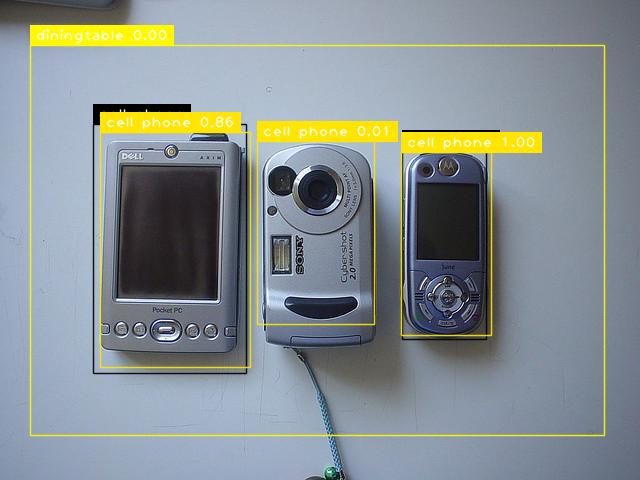 diningtable 0.00
cell phone 0.86
cell phone 0.01
cell phone 1.00
DELL
AXIM
Pocket PC
SONY
Cyber-shot
2.0 MEGA PIXELS
June